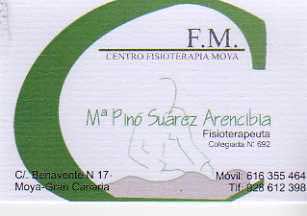 F.M.
CENTRO FISIOTERAPIA MOYA
Mª Pino Suárez Arencibia
Fisioterapeuta
Colegiada N: 692
C/. Benavente N 17
Móvil: 616 355 464
Moya-Gran Canaria
Tlf: 928 612 398